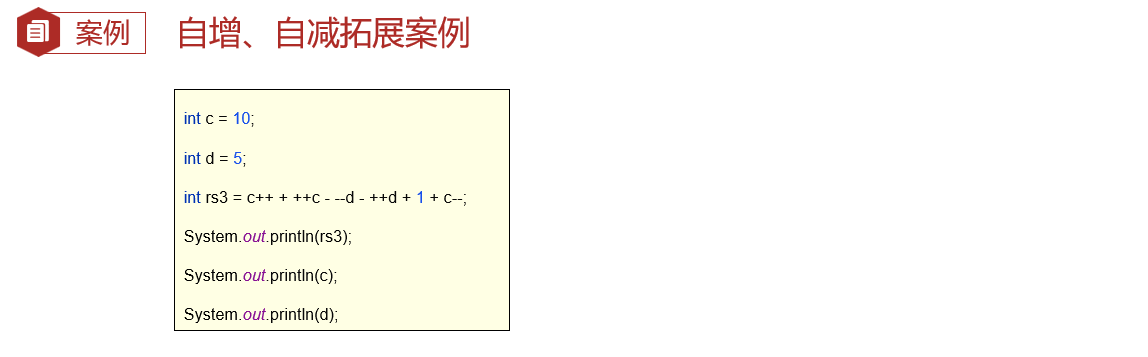 案例
自增、自减拓展案例
int c = 10;
int d = 5;
int rs3 = c++ + ++c - --d - ++d + 1 + c--;
System.out.println(rs3);
System.out.println(c);
System.out.println(d);